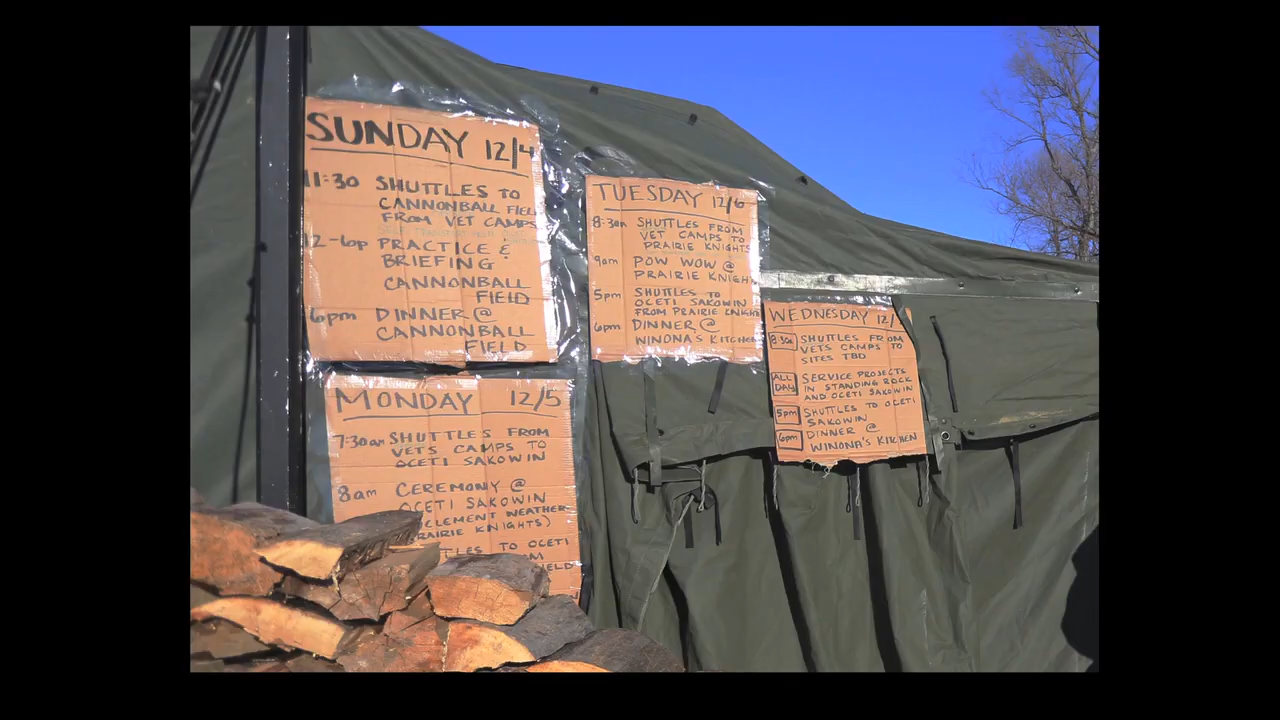 SUNDAY 12/4
11:30 SHUTTLES TO
CANNONBALL FIELD
FROM VET CAMPS
12-6p PRACTICE &
BRIEFING
CANNONBALL
FIELD
6pm DINNER @
CANNONBALL
FIELD
MONDAY 12/5
7:30am SHUTTLES FROM
VETS CAMPS TO
OCETI SAKOWIN
8am CEREMONY @
OCETI SAKOWIN
WEATHER
KNIGHTS)
TO OCETI
TUESDAY 12/6
8:30a SHUTTLES FROM
VET CAMPS TO
PRAIRIE KNIGHTS
9am POW WOW @
PRAIRIE KNIGHTS
5pm SHUTTLES TO
OCETI SAKOWIN
FROM PRAIRIE KNIGHTS
6pm DINNER @
WINONA'S KITCHEN
WEDNESDAY 12/
8:30a SHUTTLES FROM
VETS CAMPS TO
SITES TBD
ALL DAY SERVICE PROJECTS
IN STANDING ROCK
AND OCETI SAKOWIN
5pm SHUTTLES TO OCETI
SAKOWIN
6pm DINNER @
WINONA'S KITCHEN